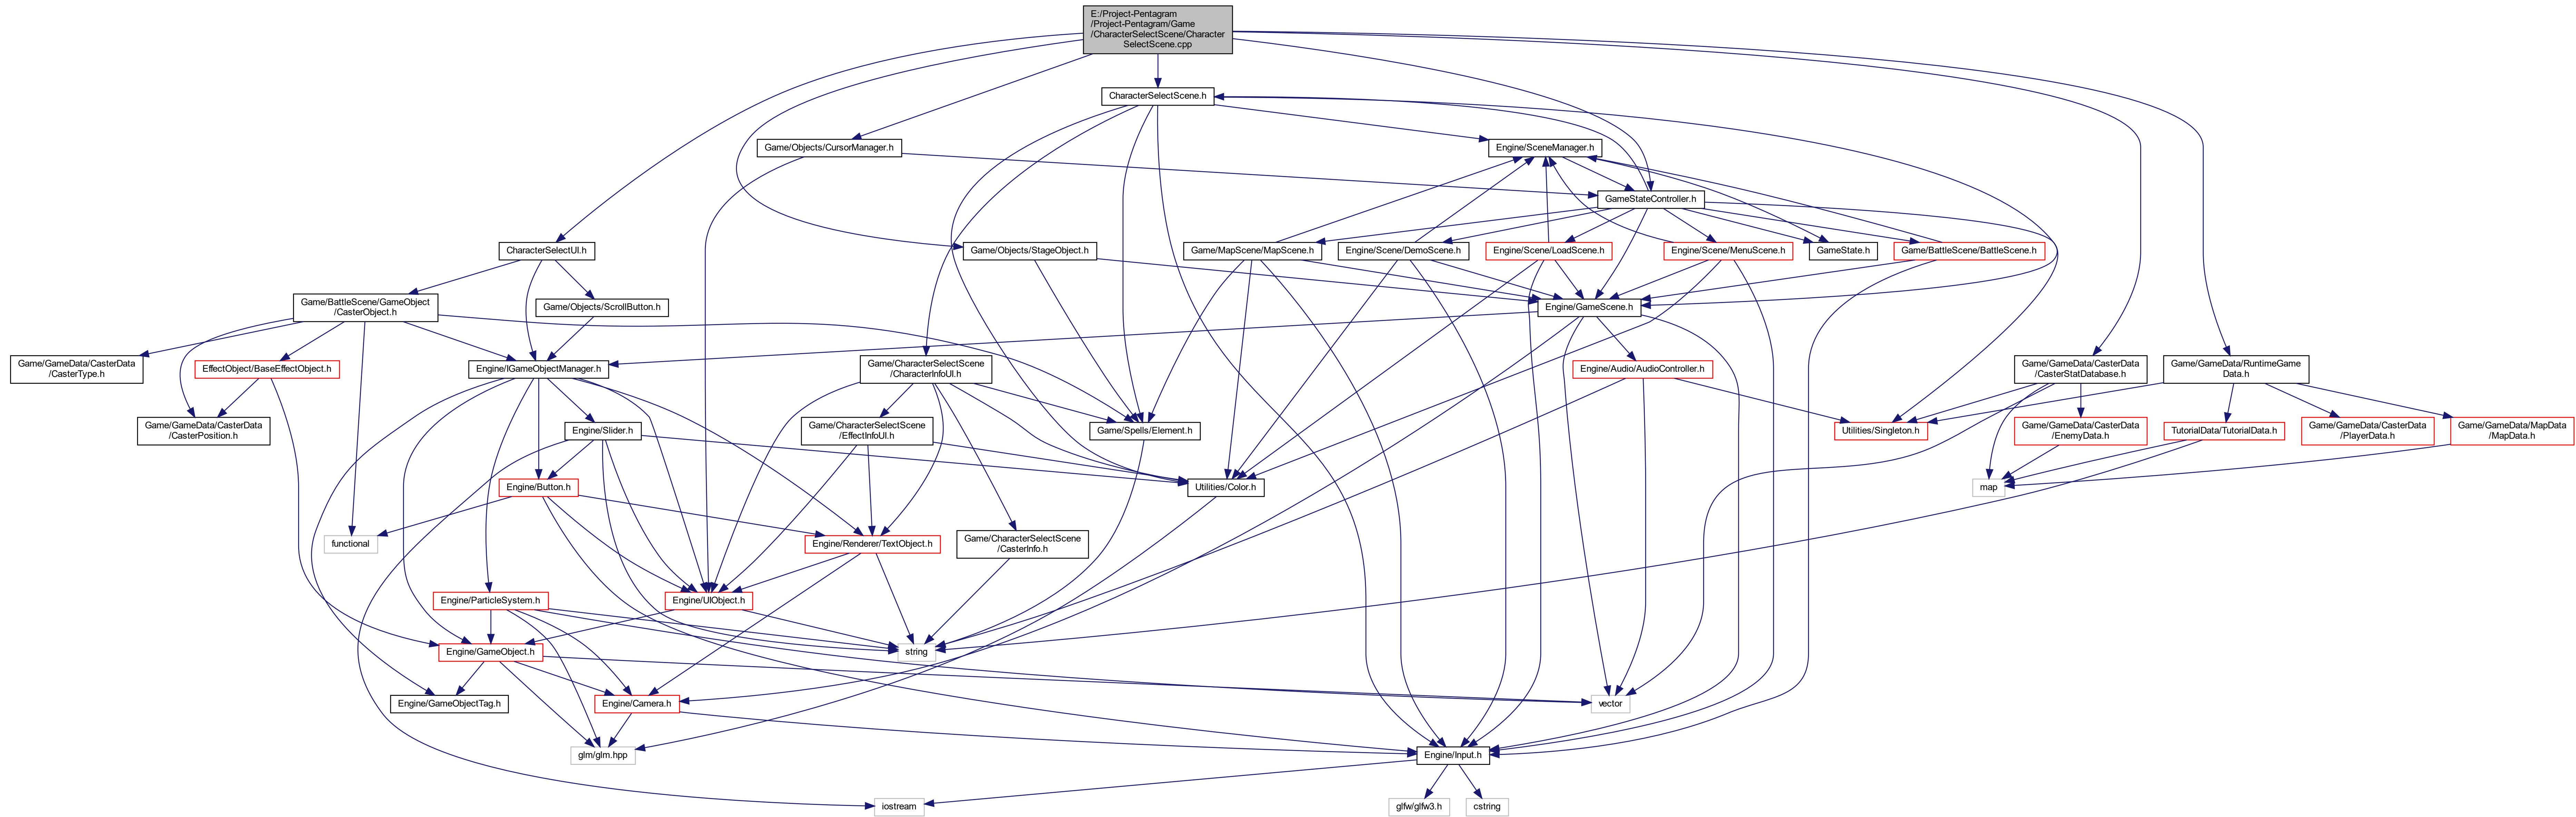 E:/Project-Pentagram
/Project-Pentagram/Game
/CharacterSelectScene/Character
SelectScene.cpp
CharacterSelectScene.h
Game/Objects/CursorManager.h
Engine/SceneManager.h
GameStateController.h
CharacterSelectUI.h
Game/Objects/StageObject.h
Game/MapScene/MapScene.h
Engine/Scene/DemoScene.h
Engine/Scene/LoadScene.h
Engine/Scene/MenuScene.h
GameState.h
Game/BattleScene/BattleScene.h
Game/BattleScene/GameObject
/CasterObject.h
Game/Objects/ScrollButton.h
Engine/GameScene.h
Game/GameData/CasterData
/CasterType.h
EffectObject/BaseEffectObject.h
Engine/IGameObjectManager.h
Game/CharacterSelectScene
/CharacterInfoUI.h
Engine/Audio/AudioController.h
Game/GameData/CasterData
/CasterStatDatabase.h
Game/GameData/RuntimeGame
Data.h
Game/GameData/CasterData
/CasterPosition.h
Engine/Slider.h
Game/CharacterSelectScene
/EffectInfoUI.h
Game/Spells/Element.h
Utilities/Singleton.h
Game/GameData/CasterData
/EnemyData.h
TutorialData/TutorialData.h
Game/GameData/CasterData
/PlayerData.h
Game/GameData/MapData
/MapData.h
Engine/Button.h
Utilities/Color.h
map
functional
Engine/Renderer/TextObject.h
Game/CharacterSelectScene
/CasterInfo.h
Engine/ParticleSystem.h
Engine/UIObject.h
Engine/GameObject.h
string
Engine/GameObjectTag.h
Engine/Camera.h
vector
glm/glm.hpp
Engine/Input.h
iostream
glfw/glfw3.h
cstring